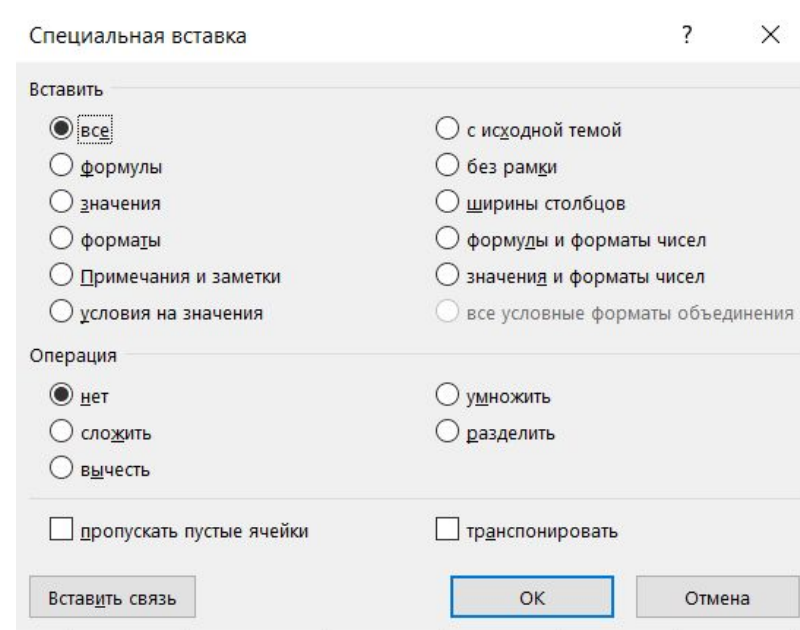 Специальная вставка ?
Вставить
все с исходной темой
формулы без рамки
значения ширины столбцов
форматы формулы и форматы чисел
Примечания и заметки значения и форматы чисел
условия на значения все условные форматы объединения
Операция
нет умножить
сложить разделить
вычесть
пропускать пустые ячейки транспонировать
Вставить связь ОК Отмена